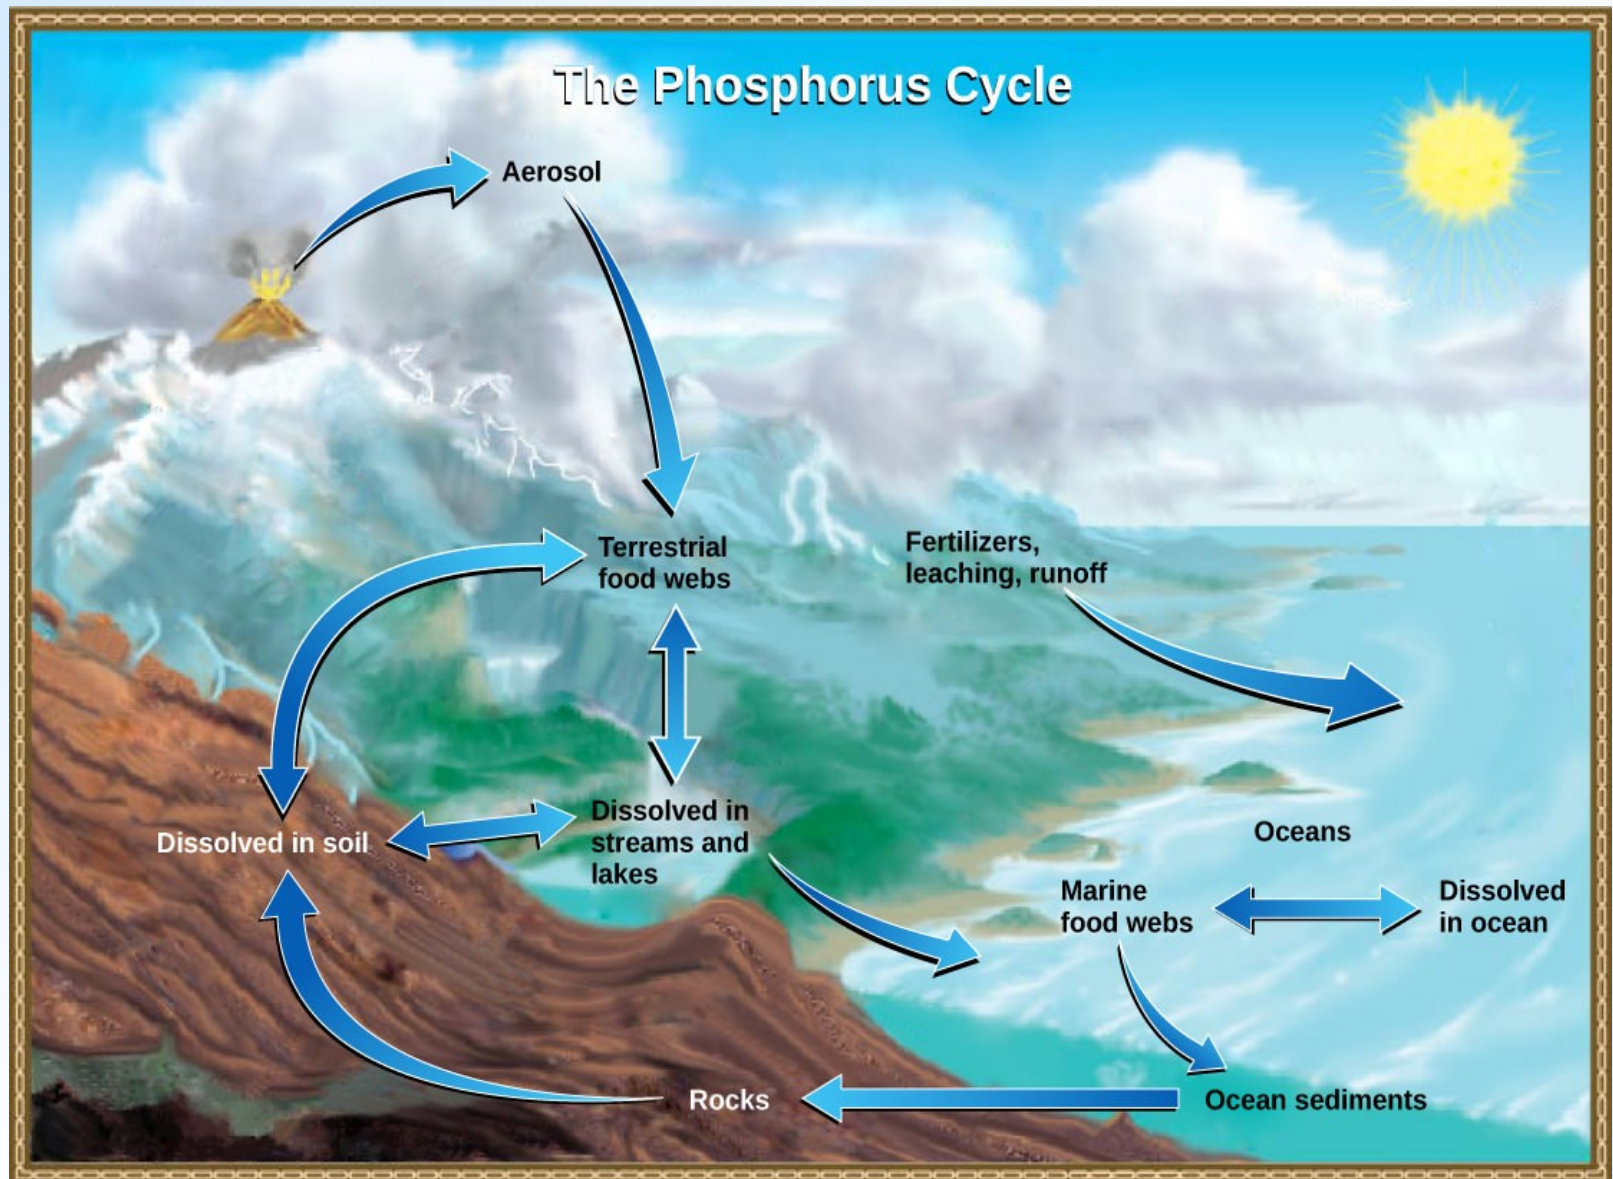 The Phosphorus Cycle
Aerosol
Terrestrial
food webs
Fertilizers,
leaching, runoff
Dissolved in soil
Dissolved in
streams and
lakes
Oceans
Marine
food webs
Dissolved
in ocean
Rocks
Ocean sediments